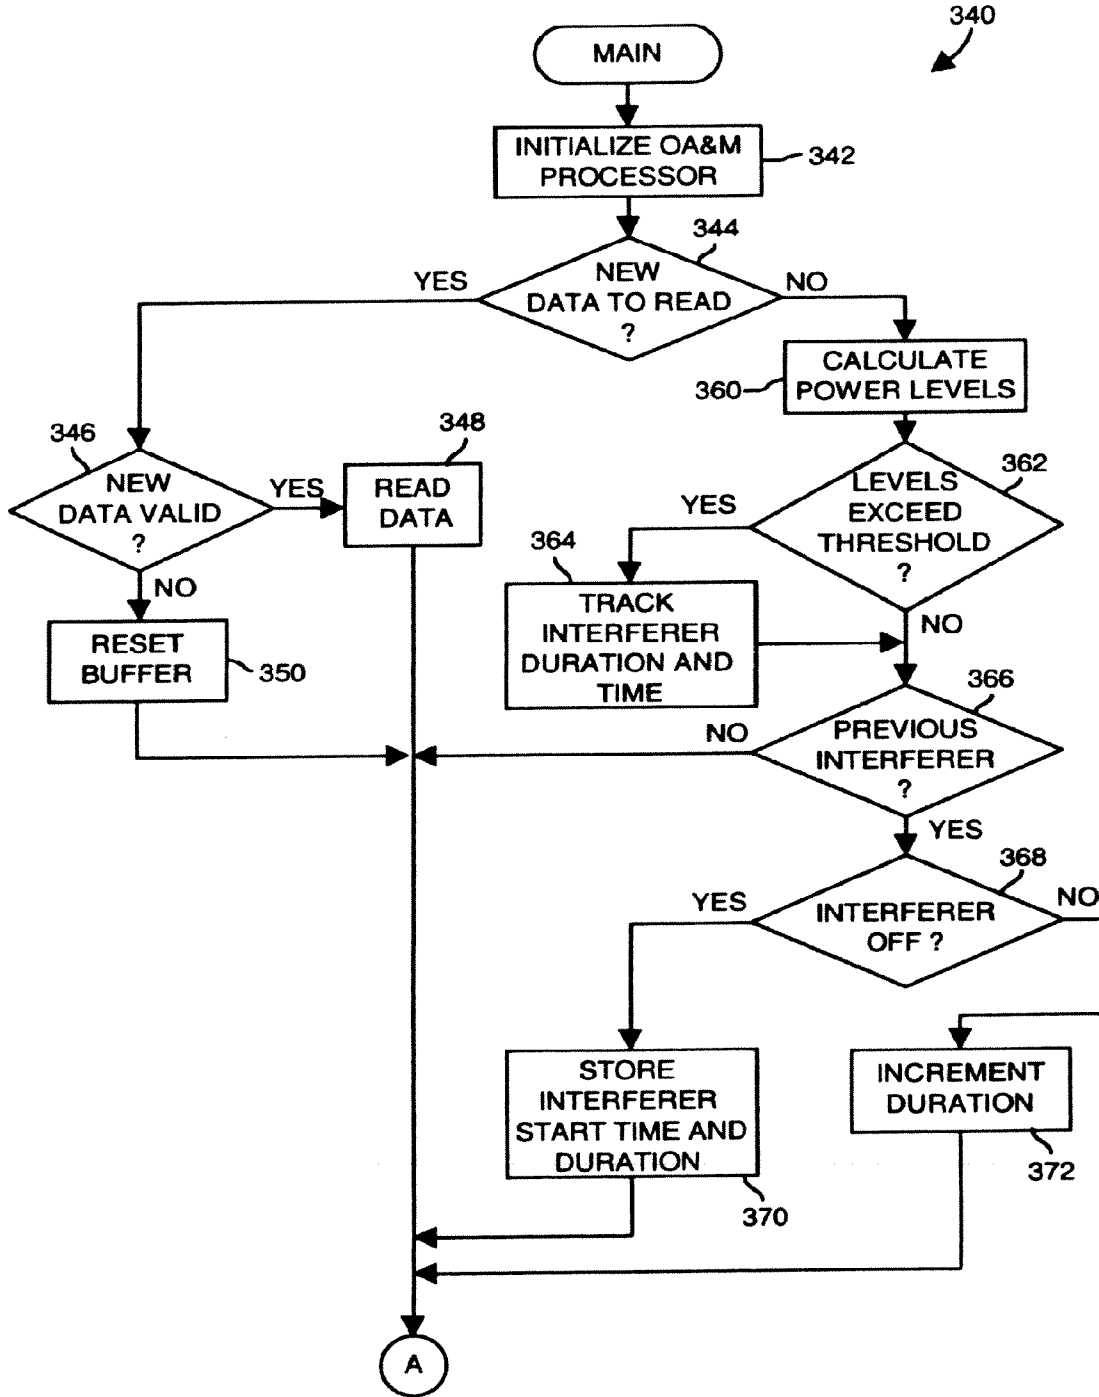 340
MAIN
INITIALIZE OA&M
PROCESSOR
342
344
YES
NEW
DATA TO READ
?
NO
CALCULATE
POWER LEVELS
360
346
NEW
DATA VALID
?
YES
348
READ
DATA
NO
RESET
BUFFER
350
362
LEVELS
EXCEED
THRESHOLD
?
YES
364
TRACK
INTERFERER
DURATION AND
TIME
NO
366
PREVIOUS
INTERFERER
?
NO
YES
368
INTERFERER
OFF ?
YES
NO
STORE
INTERFERER
START TIME AND
DURATION
370
INCREMENT
DURATION
372
A